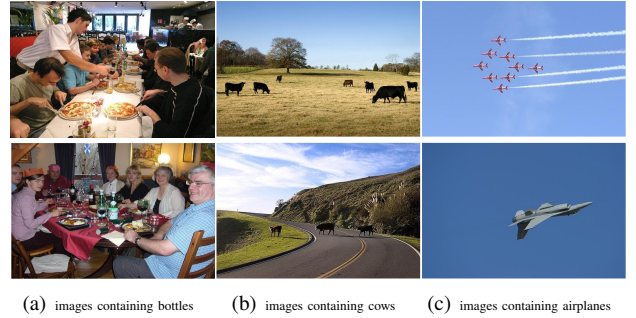 (a) images containing bottles
(b) images containing cows
(c) images containing airplanes